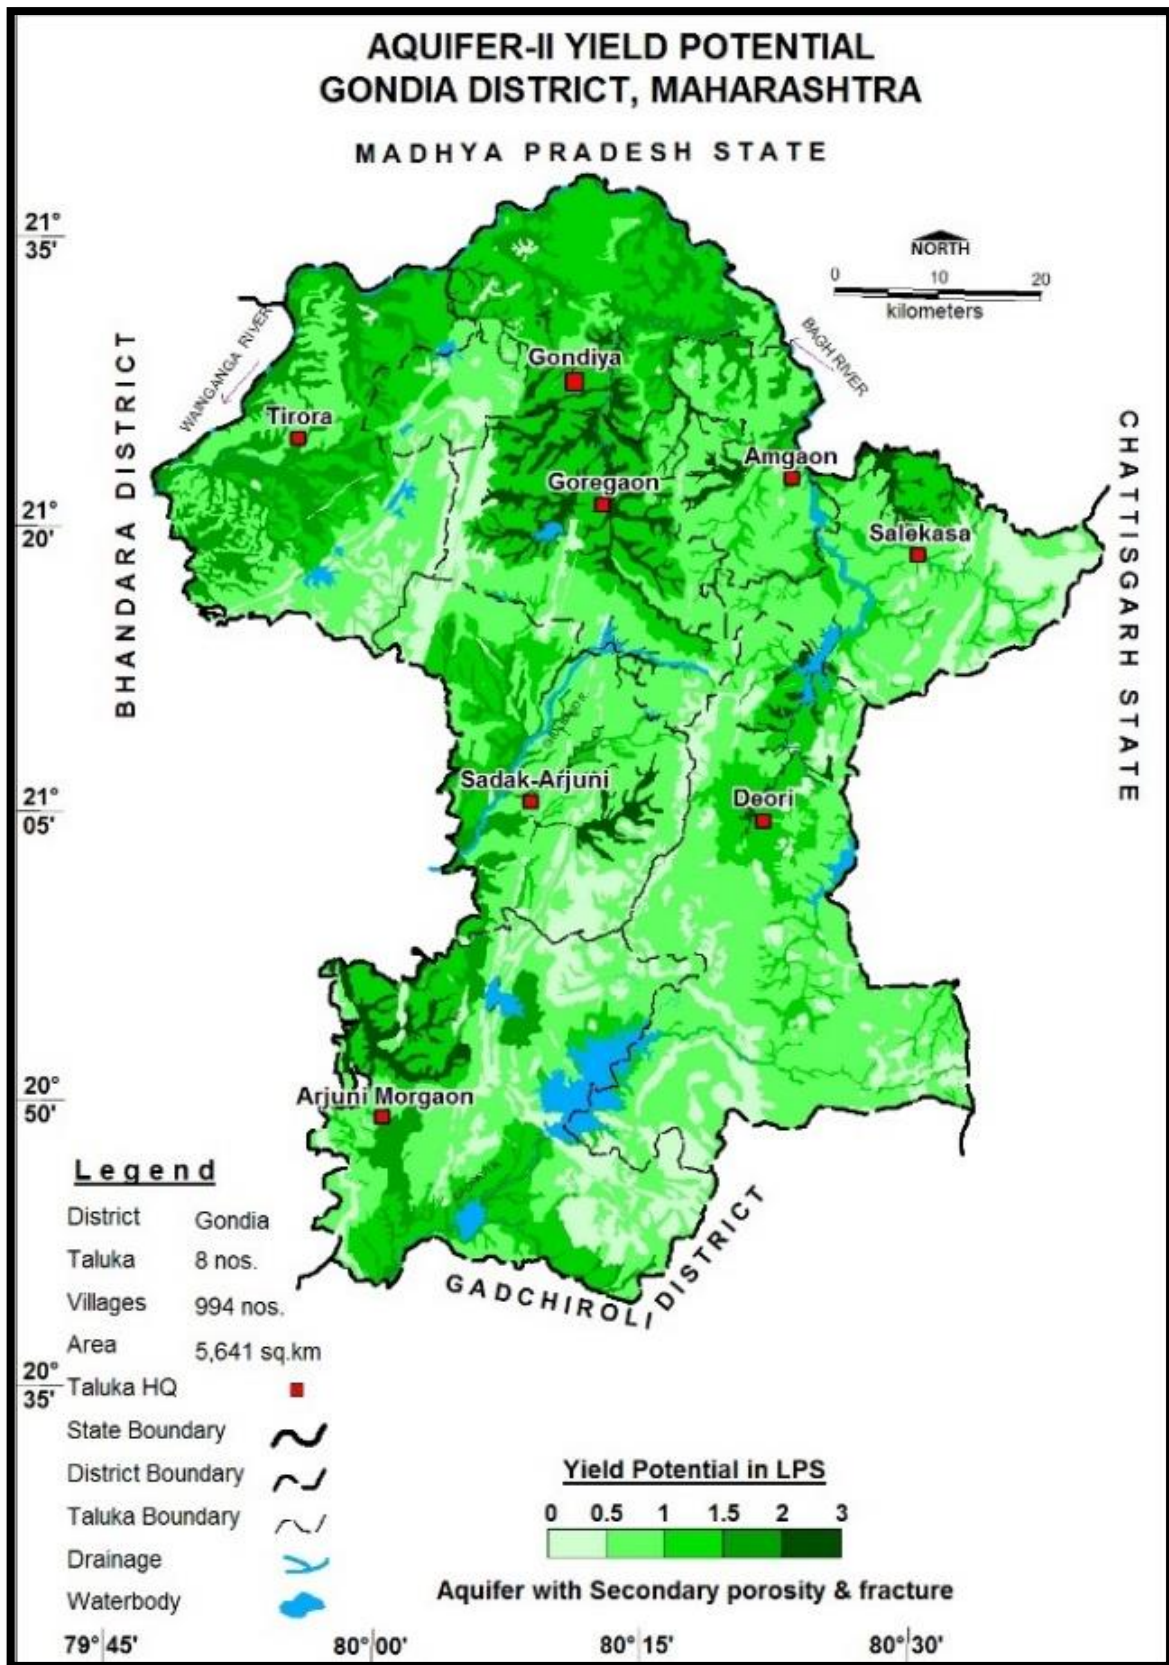 AQUIFER-II YIELD POTENTIAL
GONDIA DISTRICT, MAHARASHTRA
MADHYA PRADESH STATE
21°
35'
NORTH
0 10 20
kilometers
WAINGANGA RIVER
BAGH RIVER
Gondiya
Tirora
BHANDARA DISTRICT
CHATTISGARH STATE
Amgaon
Goregaon
21°
20'
Salekasa
Sadak-Arjuni
Deori
21°
05'
20°
50'
Arjuni Morgaon
GADCHIROLI DISTRICT
Legend
District Gondia
Taluka 8 nos.
Villages 994 nos.
Area 5,641 sq.km
20°
35'
Taluka HQ
State Boundary
District Boundary
Taluka Boundary
Drainage
Waterbody
Yield Potential in LPS
0 0.5 1 1.5 2 3
Aquifer with Secondary porosity & fracture
79°45' 80°00' 80°15' 80°30'